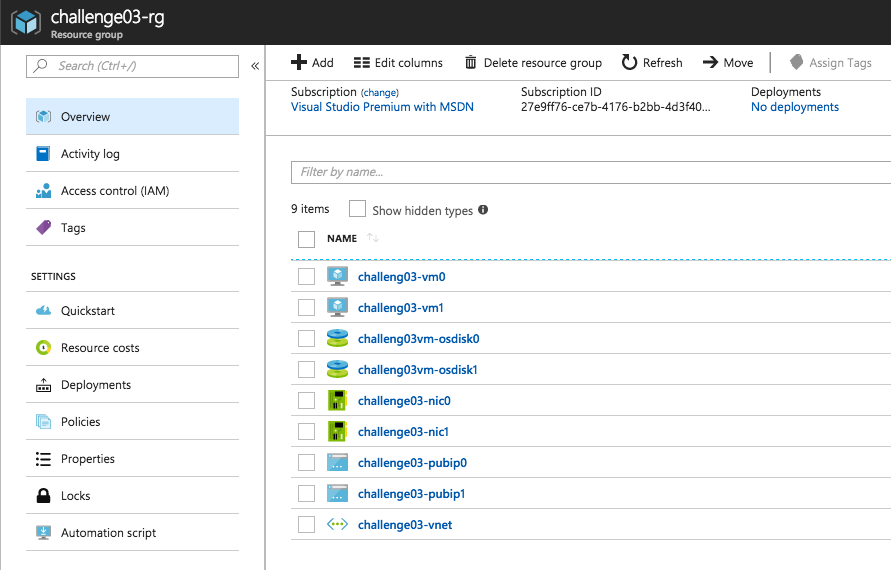 challenge03-rg
Resource group
Search (Ctrl+/)
«
Add
Edit columns
Delete resource group
Refresh
Move
Assign Tags
Subscription (change)
Visual Studio Premium with MSDN
Subscription ID
27e9ff76-ce7b-4176-b2bb-4d3f40...
Deployments
No deployments
Overview
Activity log
Access control (IAM)
Tags
SETTINGS
Quickstart
Resource costs
Deployments
Policies
Properties
Locks
Automation script
Filter by name...
9 items
Show hidden types
NAME
challeng03-vm0
challeng03-vm1
challeng03vm-osdisk0
challeng03vm-osdisk1
challenge03-nic0
challenge03-nic1
challenge03-pubip0
challenge03-pubip1
challenge03-vnet